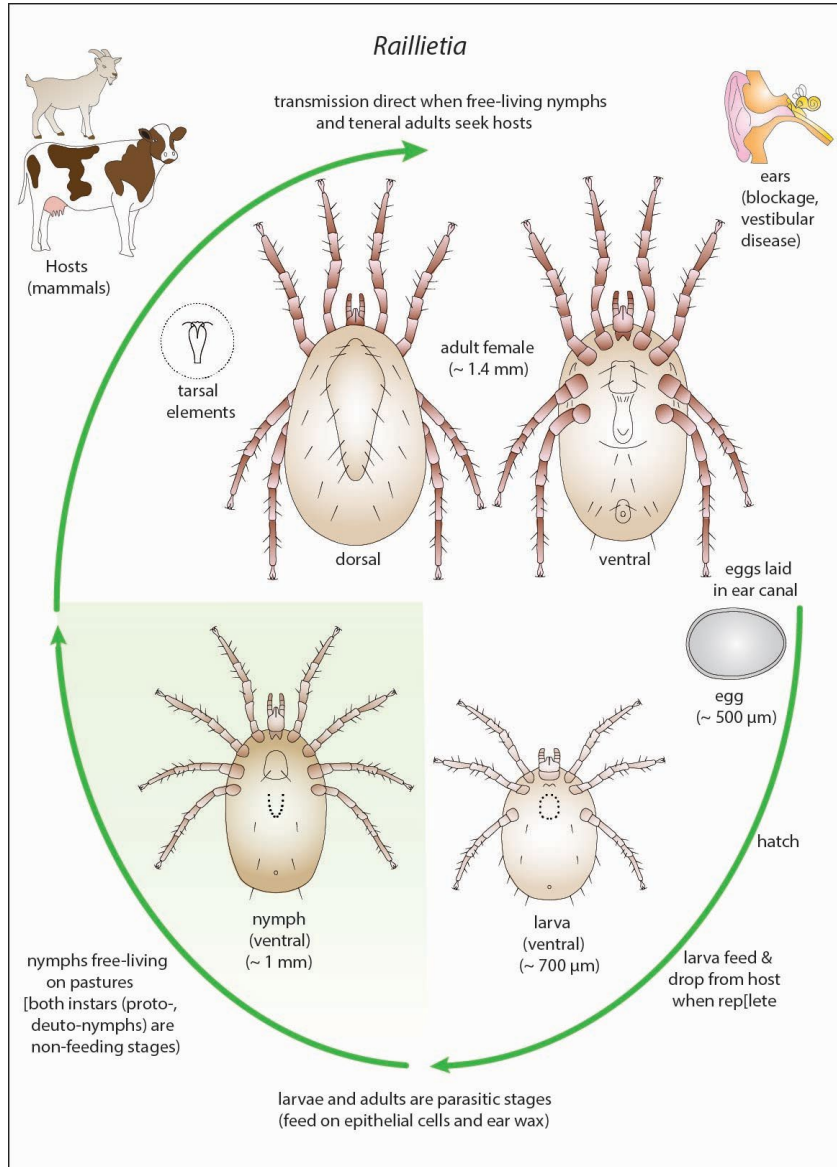 Raillietia
transmission direct when free-living nymphs
and teneral adults seek hosts
Hosts
(mammals)
ears
(blockage,
vestibular
disease)
tarsal
elements
adult female
(~ 1.4 mm)
dorsal
ventral
eggs laid
in ear canal
egg
(~ 500 µm)
hatch
nymph
(ventral)
(~ 1 mm)
larva
(ventral)
(~ 700 µm)
larva feed &
drop from host
when rep[lete
nymphs free-living
on pastures
[both instars (proto-,
deuto-nymphs) are
non-feeding stages)
larvae and adults are parasitic stages
(feed on epithelial cells and ear wax)